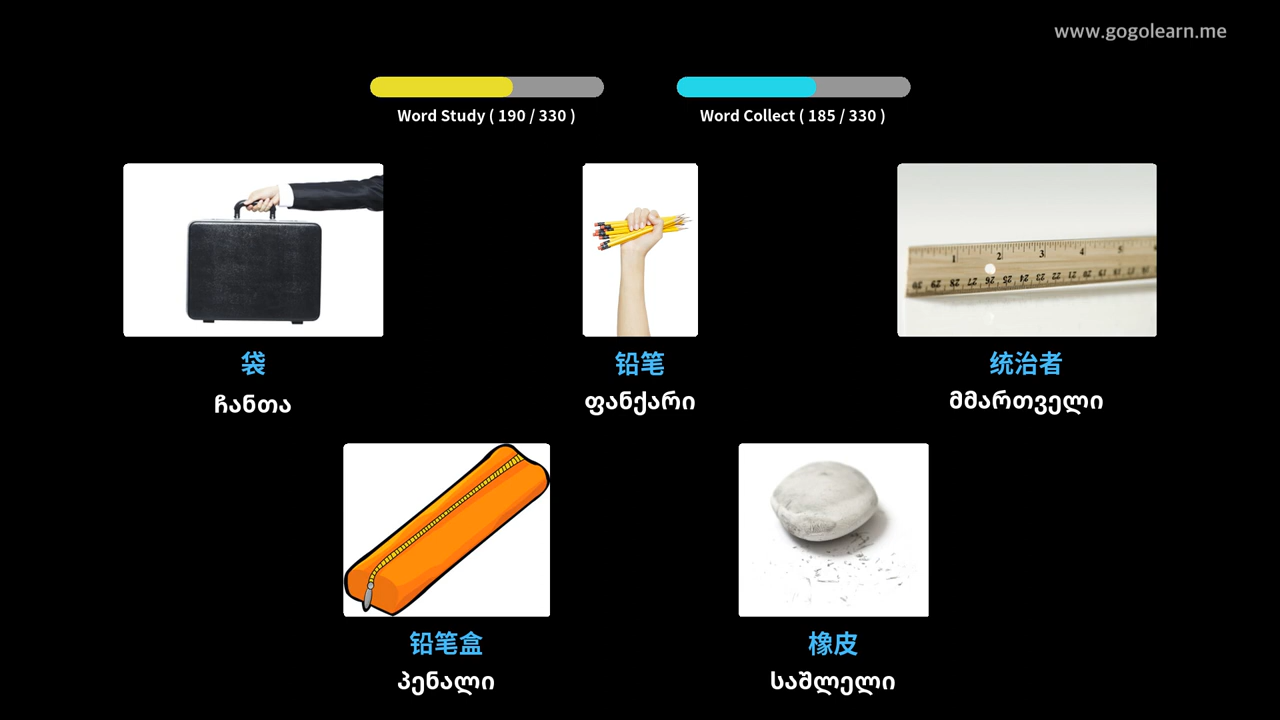 www.gogolearn.me
Word Study ( 190 / 330 )
Word Collect ( 185 / 330 )
袋
铅笔
统治者
ჩანთა
ფანქარი
მმართველი
铅笔盒
橡皮
პენალი
საშლელი